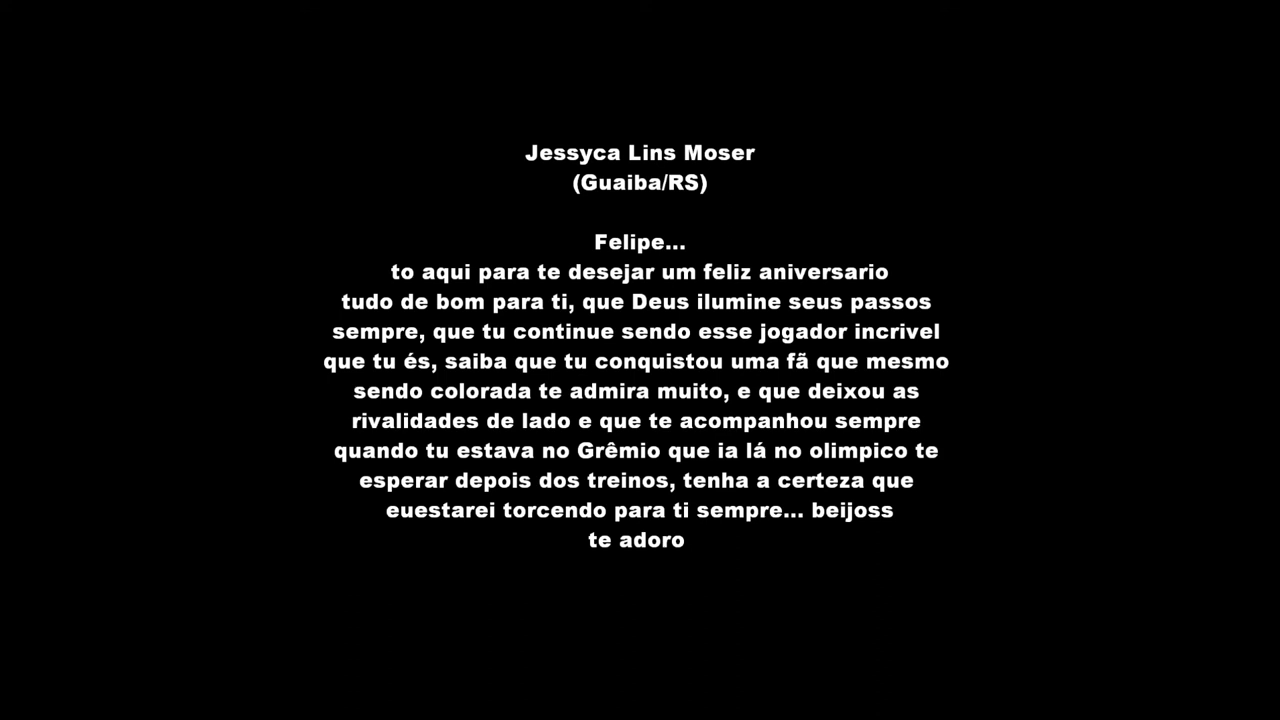 Jessyca Lins Moser
(Guaiba/RS)
Felipe...
to aqui para te desejar um feliz aniversario
tudo de bom para ti, que Deus ilumine seus passos
sempre, que tu continue sendo esse jogador incrivel
que tu és, saiba que tu conquistou uma fã que mesmo
sendo colorada te admira muito, e que deixou as
rivalidades de lado e que te acompanhou sempre
quando tu estava no Grêmio que ia lá no olimpico te
esperar depois dos treinos, tenha a certeza que
euestarei torcendo para ti sempre... beijoss
te adoro